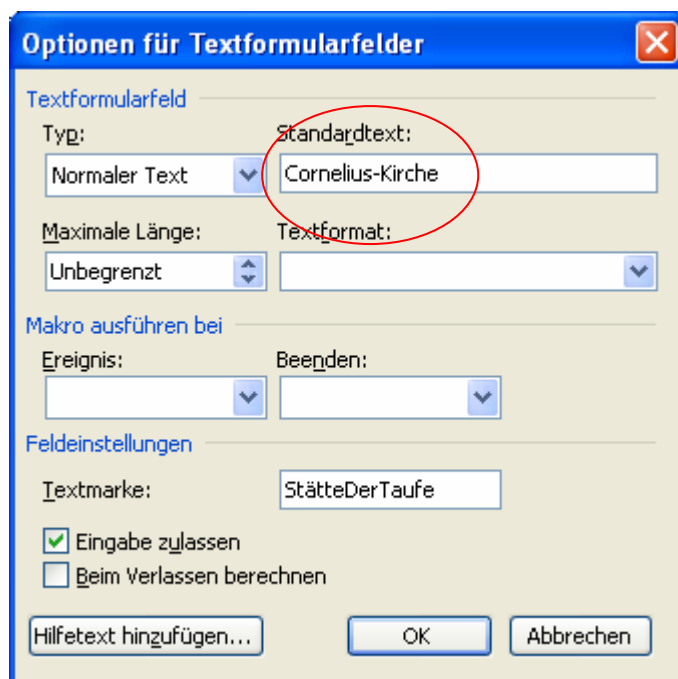 Optionen für Textformularfelder
Textformularfeld
Typ: Standardtext:
Normaler Text Cornelius-Kirche
Maximale Länge: Textformat:
Unbegrenzt
Makro ausführen bei
Ereignis: Beenden:
Feldeinstellungen
Textmarke: StätteDerTaufe
Eingabe zulassen
Beim Verlassen berechnen
Hilfetext hinzufügen... OK Abbrechen